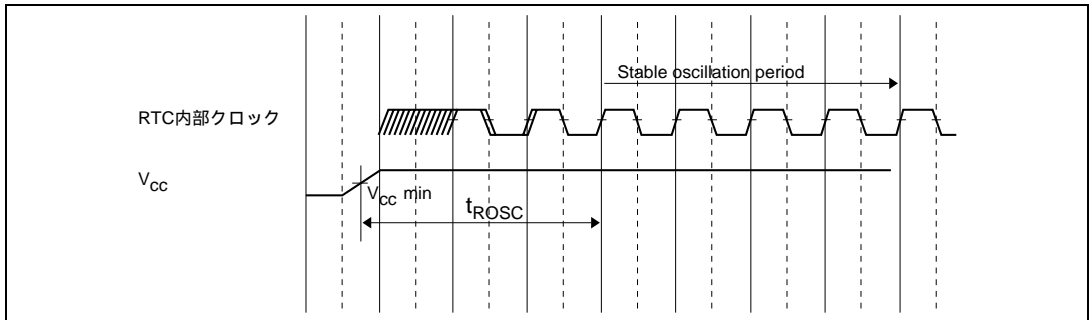 Stable oscillation period
RTC内部クロック
VCC
VCC min
tROSC